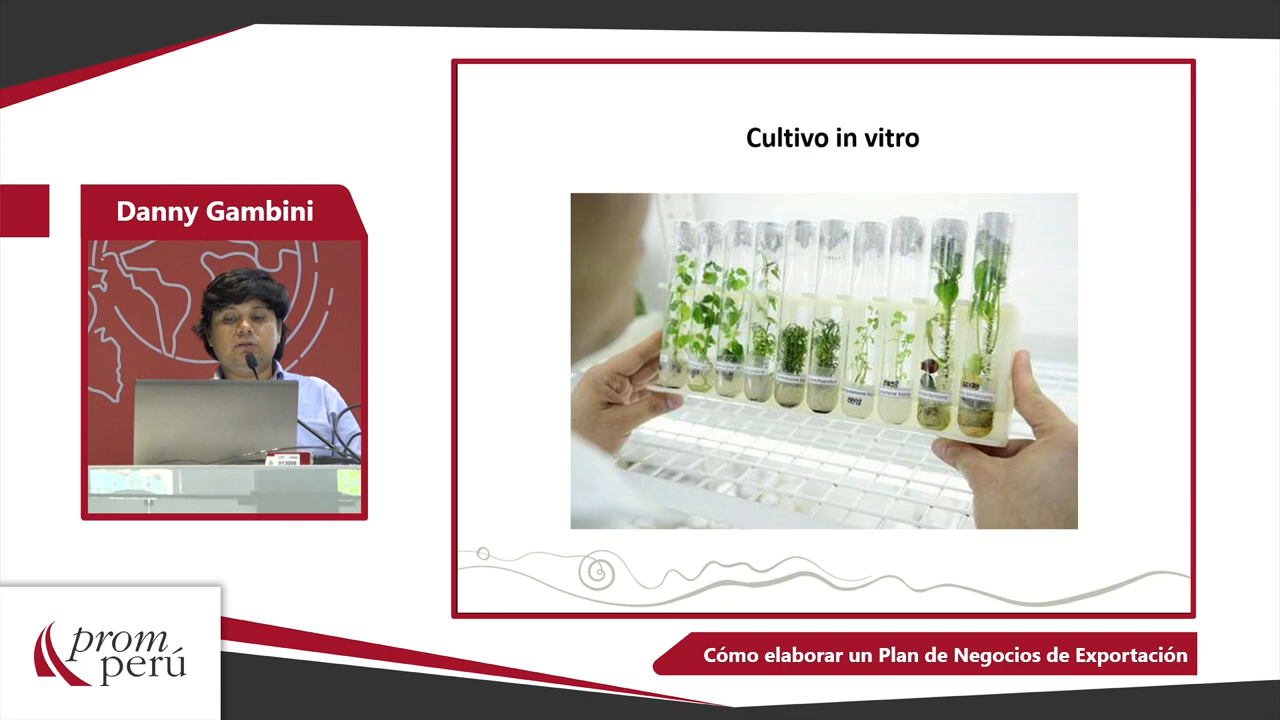 Cultivo in vitro
Danny Gambini
prom
perú
Cómo elaborar un Plan de Negocios de Exportación